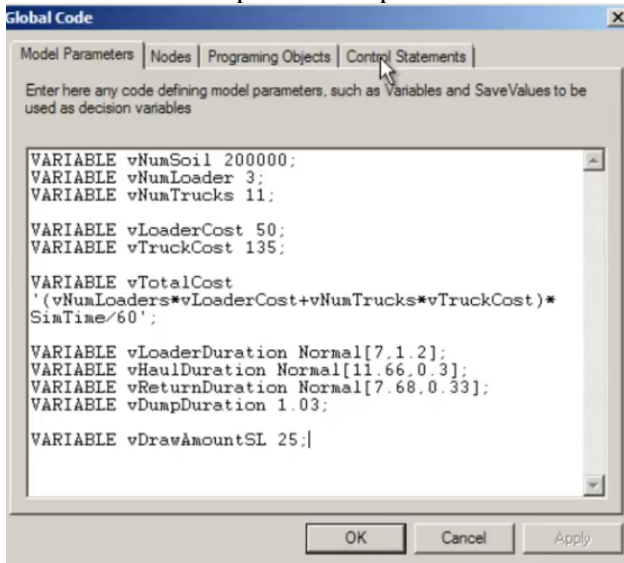 Global Code
Model Parameters Nodes Programing Objects Control Statements
Enter here any code defining model parameters, such as Variables and SaveValues to be
used as decision variables
VARIABLE vNumSoil 200000;
VARIABLE vNumLoader 3;
VARIABLE vNumTrucks 11;
VARIABLE vLoaderCost 50;
VARIABLE vTruckCost 135;
VARIABLE vTotalCost
'(vNumLoaders*vLoaderCost+vNumTrucks*vTruckCost)*
SimTime/60';
VARIABLE vLoaderDuration Normal[7,1.2];
VARIABLE vHaulDuration Normal[11.66,0.3];
VARIABLE vReturnDuration Normal[7.68,0.33];
VARIABLE vDumpDuration 1.03;
VARIABLE vDrawAmountSL 25;
OK Cancel Apply